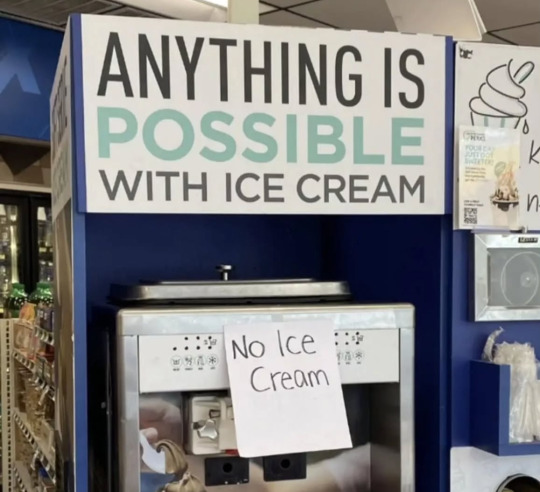 ANYTHING IS
POSSIBLE
WITH ICE CREAM
No Ice
Cream